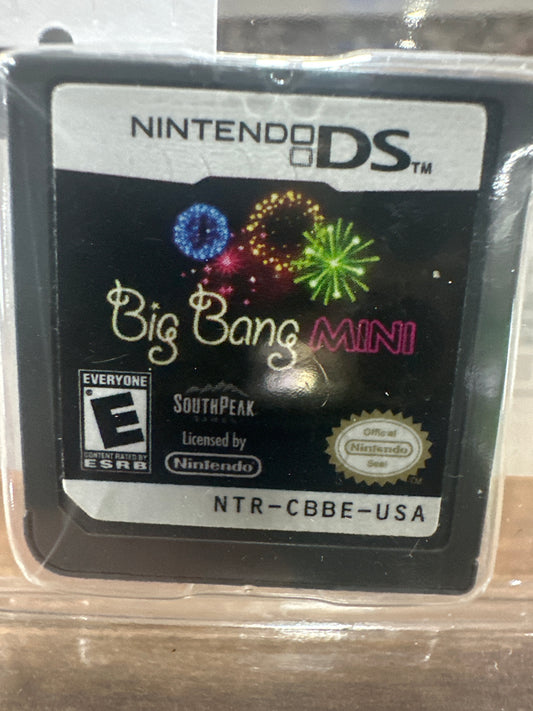 NINTENDO DS™
Big Bang MINI
EVERYONE
E
CONTENT RATED BY
ESRB
SOUTHPEAK
Licensed by
Nintendo
Official
Nintendo
Seal
TM
NTR-CBBE-USA